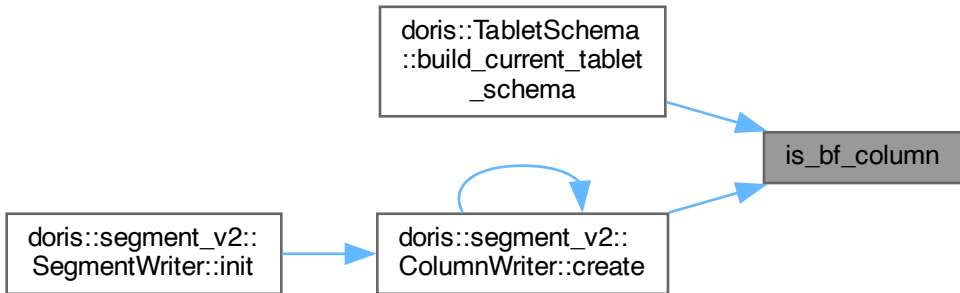 doris::TabletSchema
::build_current_tablet
_schema
is_bf_column
doris::segment_v2::
SegmentWriter::init
doris::segment_v2::
ColumnWriter::create